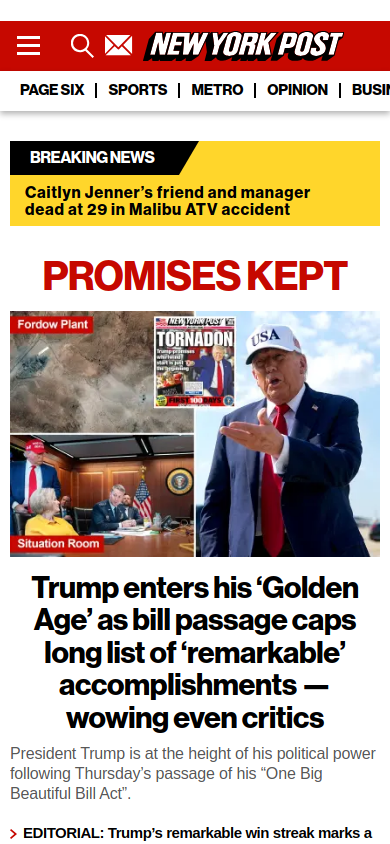 NEW YORK POST
PAGE SIX
SPORTS
METRO
OPINION
BUSIN
BREAKING NEWS
Caitlyn Jenner’s friend and manager
dead at 29 in Malibu ATV accident
PROMISES KEPT
Fordow Plant
NEW YORK POST
TORNADON
FIRST 100 DAYS
USA
Situation Room
Trump enters his ‘Golden
Age’ as bill passage caps
long list of ‘remarkable’
accomplishments —
wowing even critics
President Trump is at the height of his political power
following Thursday’s passage of his “One Big
Beautiful Bill Act”.
EDITORIAL: Trump’s remarkable win streak marks a